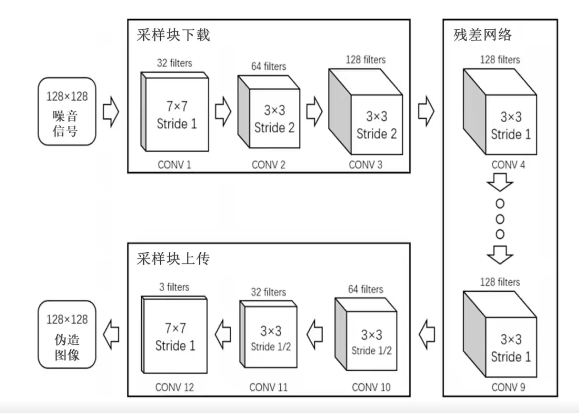 采样块下载
残差网络
128×128
噪音
信号
32 filters
7×7
Stride 1
CONV 1
64 filters
3×3
Stride 2
CONV 2
128 filters
3×3
Stride 2
CONV 3
128 filters
3×3
Stride 1
CONV 4
128 filters
3×3
Stride 1
CONV 9
采样块上传
64 filters
3×3
Stride 1/2
CONV 10
32 filters
3×3
Stride 1/2
CONV 11
3 filters
7×7
Stride 1
CONV 12
128×128
伪造
图像